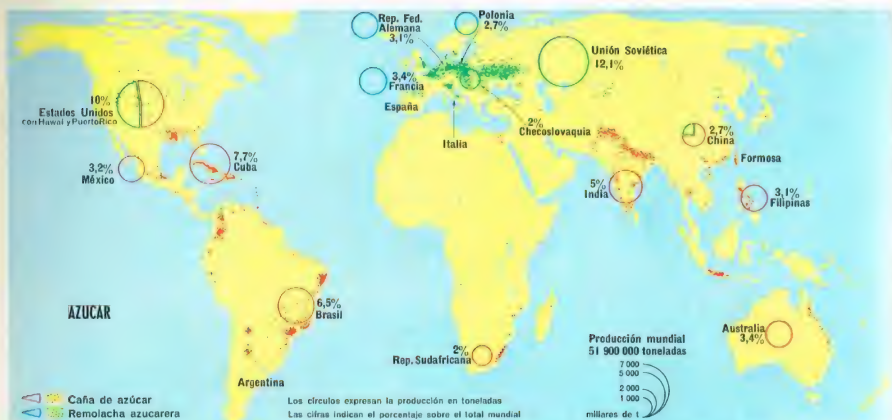 Rep. Fed.
Alemana
3,1%
Polonia
2,7%
Unión Soviética
12,1%
3,4%
Francia
España
Italia
2%
Checoslovaquia
10%
Estados Unidos
con Hawai y Puerto Rico
3,2%
México
7,7%
Cuba
2,7%
China
Formosa
5%
India
3,1%
Filipinas
6,5%
Brasil
AZUCAR
Argentina
2%
Rep. Sudafricana
Australia
3,4%
Producción mundial
51 900 000 toneladas
7 000
5 000
2 000
1 000
millares de t
Caña de azúcar
Remolacha azucarera
Los círculos expresan la producción en toneladas
Las cifras indican el porcentaje sobre el total mundial